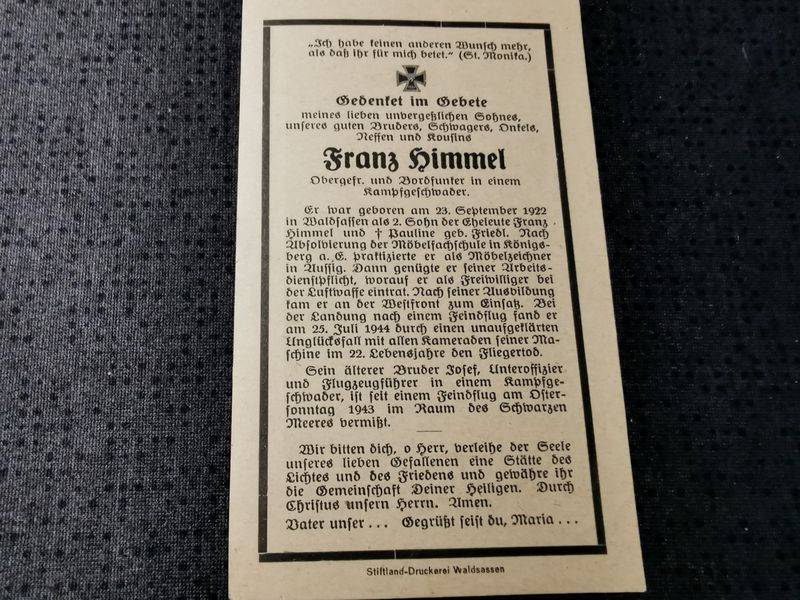 „Ich habe keinen anderen Wunsch mehr,
als daß ihr für mich betet.“ (St. Monika.)
Gedenket im Gebete
meines lieben unvergeßlichen Sohnes,
unseres guten Bruders, Schwagers, Onkels,
Neffen und Kousins
Franz Himmel
Obergefr. und Bordfunker in einem
Kampfgeschwader.
Er war geboren am 23. September 1922
in Waldsassen als 2. Sohn der Eheleute Franz
Himmel und † Pauline geb. Friedl. Nach
Absolvierung der Möbelfachschule in Königs-
berg a. E. praktizierte er als Möbelzeichner
in Aussig. Dann genügte er seiner Arbeits-
dienstpflicht, worauf er als Freiwilliger bei
der Luftwaffe eintrat. Nach seiner Ausbildung
kam er an der Westfront zum Einsatz. Bei
der Landung nach einem Feindflug fand er
am 25. Juli 1944 durch einen unaufgeklärten
Unglücksfall mit allen Kameraden seiner Ma-
schine im 22. Lebensjahre den Fliegertod.
Sein älterer Bruder Josef, Unteroffizier
und Flugzeugführer in einem Kampfge-
schwader, ist seit einem Feindflug am Oster-
sonntag 1943 im Raum des Schwarzen
Meeres vermißt.
Wir bitten dich, o Herr, verleihe der Seele
unseres lieben Gefallenen eine Stätte des
Lichtes und des Friedens und gewähre ihr
die Gemeinschaft Deiner Heiligen. Durch
Christus unsern Herrn. Amen.
Vater unser . . . Gegrüßt seist du, Maria . . .
Stiftland-Druckerei Waldsassen